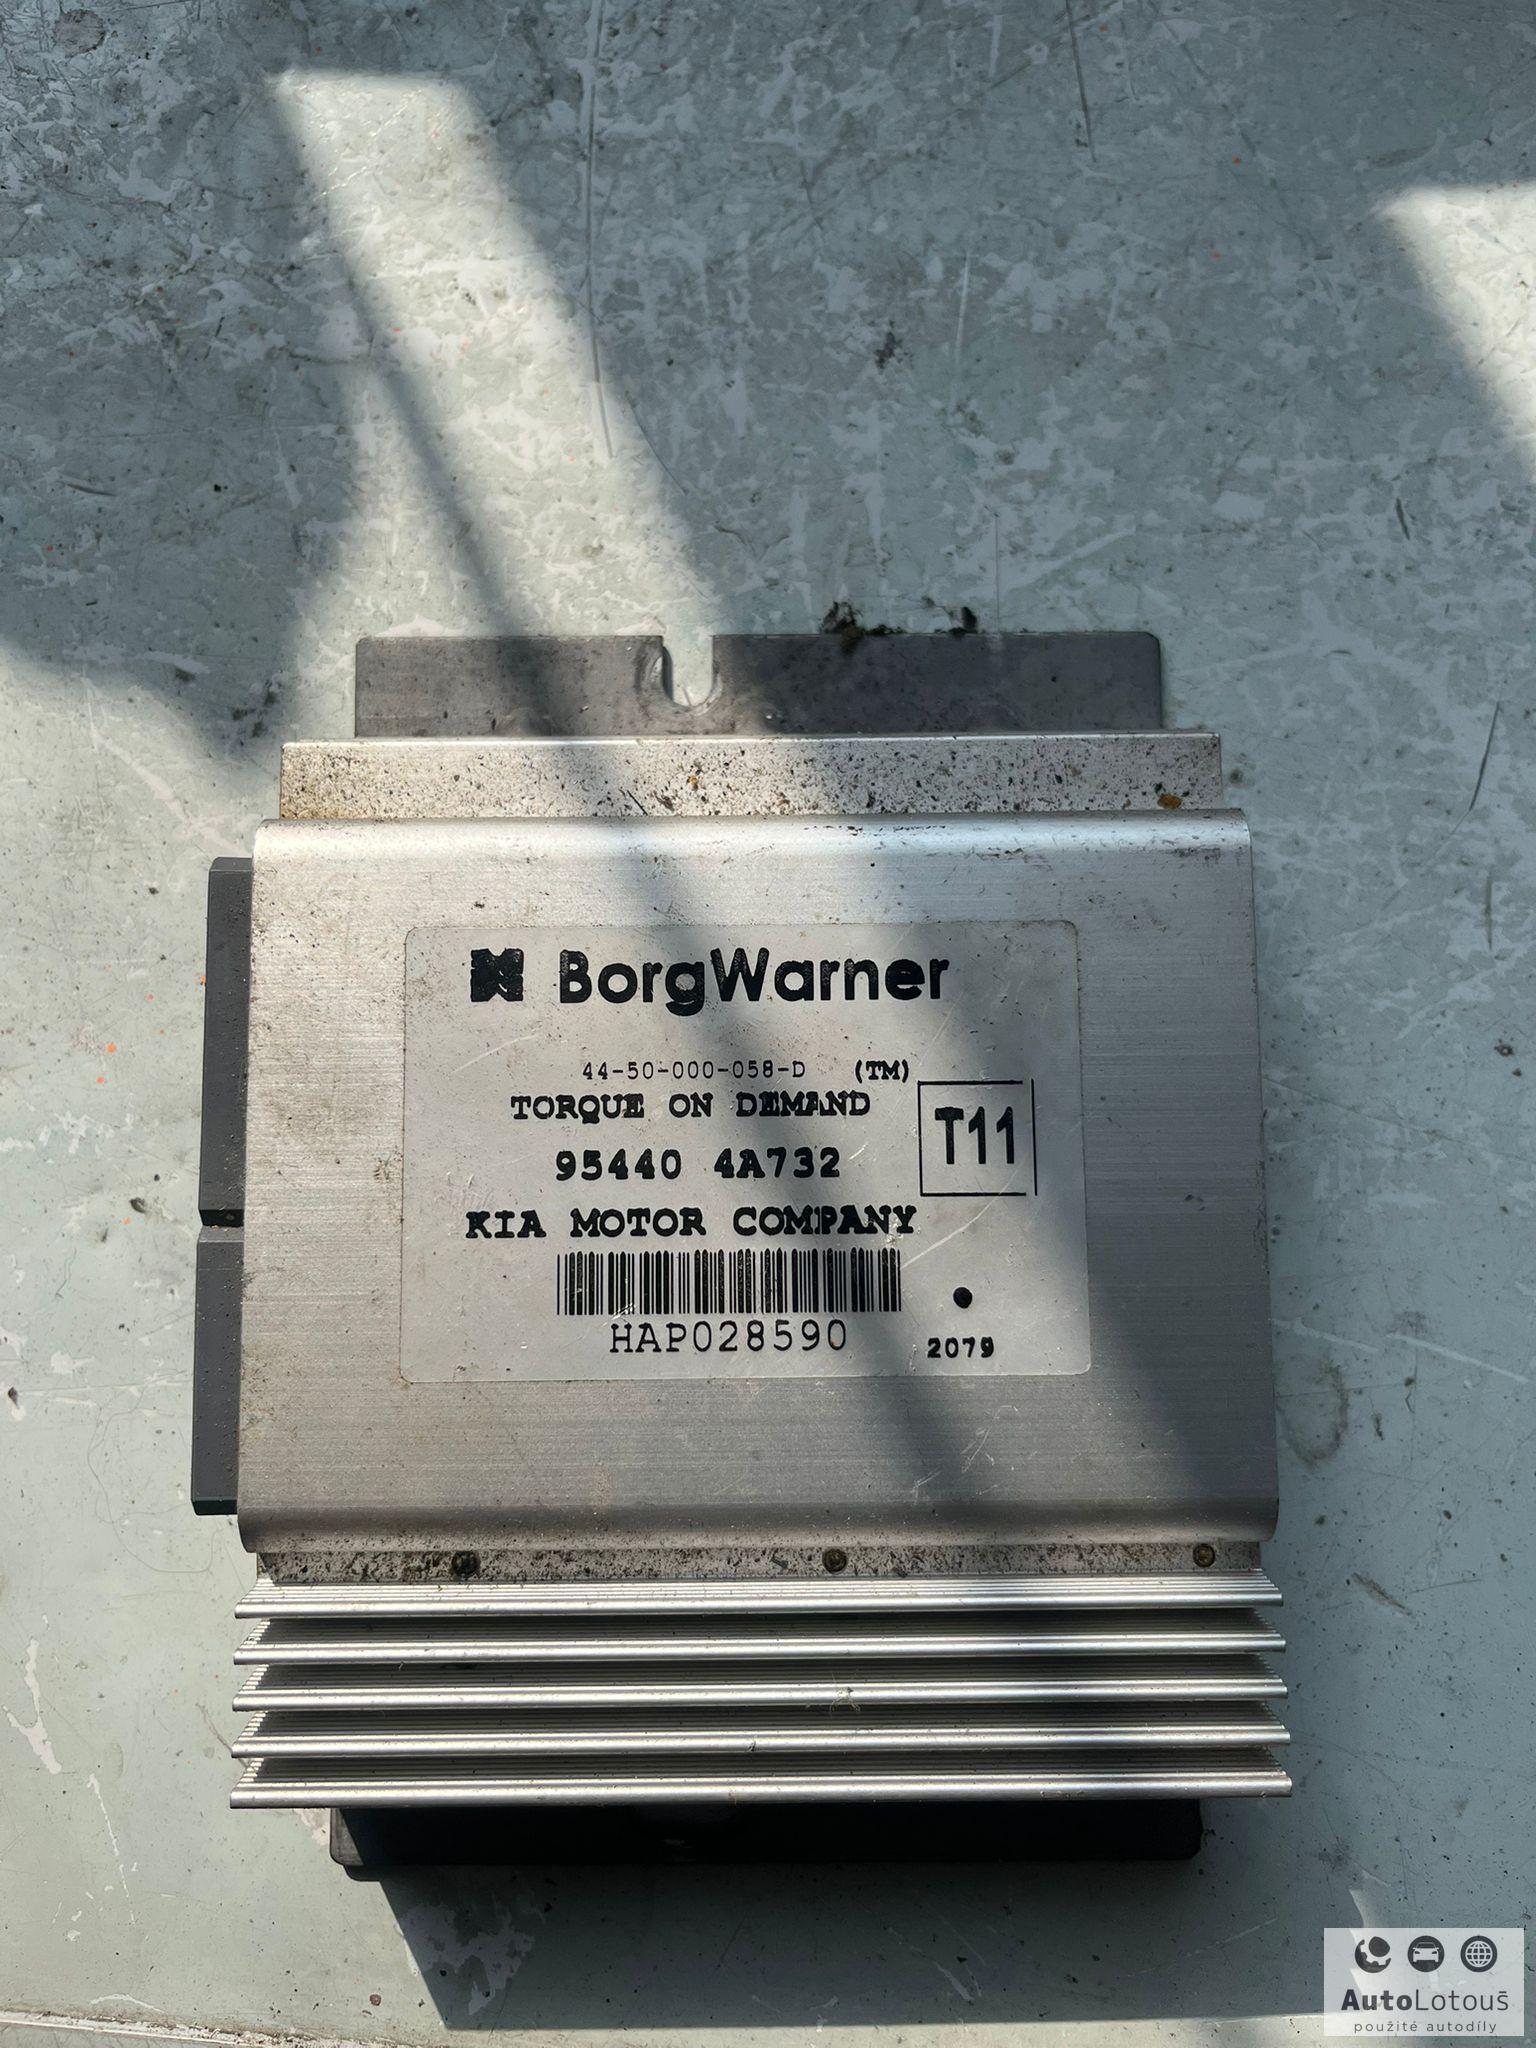 BorgWarner
44-50-000-058-D (TM)
TORQUE ON DEMAND
T11
95440 4A732
KIA MOTOR COMPANY
HAP028590
2079
AutoLotouš
použité autodíly